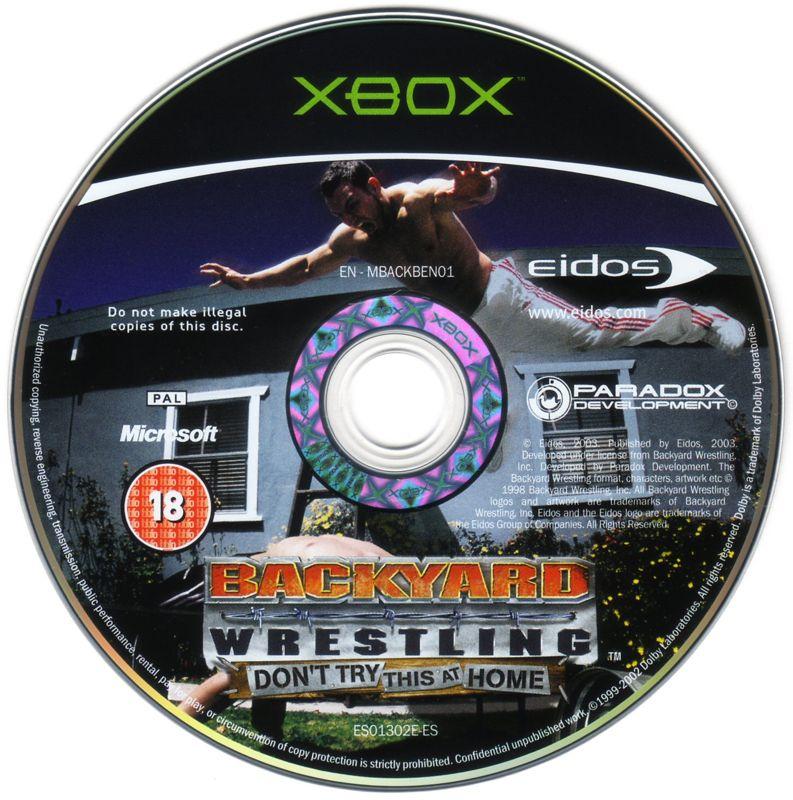 XBOX™
EN - MBACKBEN01
eidos
www.eidos.com
Do not make illegal
copies of this disc.
XBOX
PAL
Microsoft
18
PARADOX
DEVELOPMENT©
© Eidos, 2003. Published by Eidos, 2003.
Developed under license from Backyard Wrestling,
Inc. Developed by Paradox Development. The
Backyard Wrestling format, characters, artwork etc ©
1998 Backyard Wrestling, Inc. All Backyard Wrestling
logos and artwork are trademarks of Backyard
Wrestling, Inc. Eidos and the Eidos logo are trademarks of
the Eidos Group of Companies. All Rights Reserved.
BACKYARD
WRESTLING™
DON'T TRY THIS AT HOME
ES01302E-ES
Unauthorized copying, reverse engineering, transmission, public performance, rental, pay for play, or circumvention of copy protection is strictly prohibited. Confidential unpublished work, ©1999-2002 Dolby Laboratories. All rights reserved. Dolby is a trademark of Dolby Laboratories.